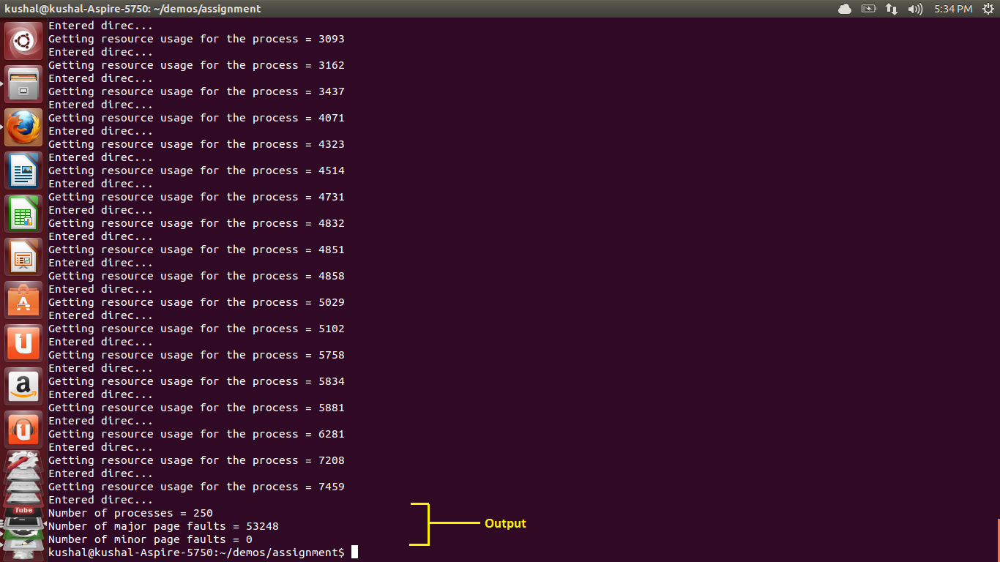 kushal@kushal-Aspire-5750: ~/demos/assignment
5:34 PM
Entered direc...
Getting resource usage for the process = 3093
Entered direc...
Getting resource usage for the process = 3162
Entered direc...
Getting resource usage for the process = 3437
Entered direc...
Getting resource usage for the process = 4071
Entered direc...
Getting resource usage for the process = 4323
Entered direc...
Getting resource usage for the process = 4514
Entered direc...
Getting resource usage for the process = 4731
Entered direc...
Getting resource usage for the process = 4832
Entered direc...
Getting resource usage for the process = 4851
Entered direc...
Getting resource usage for the process = 4858
Entered direc...
Getting resource usage for the process = 5029
Entered direc...
Getting resource usage for the process = 5102
Entered direc...
Getting resource usage for the process = 5758
Entered direc...
Getting resource usage for the process = 5834
Entered direc...
Getting resource usage for the process = 5881
Entered direc...
Getting resource usage for the process = 6281
Entered direc...
Getting resource usage for the process = 7208
Entered direc...
Getting resource usage for the process = 7459
Entered direc...
Number of processes = 250
Number of major page faults = 53248
Number of minor page faults = 0
kushal@kushal-Aspire-5750:~/demos/assignment$
Output
Tube